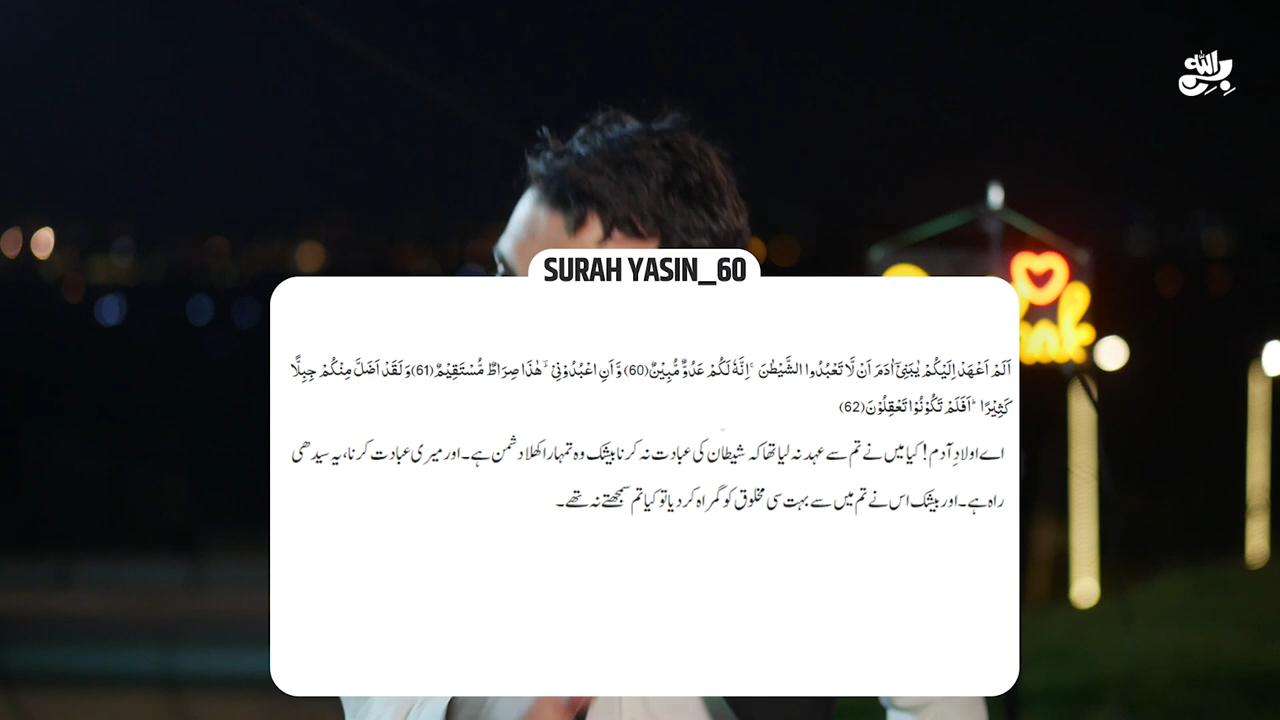 بسم الله
SURAH YASIN_60
اَلَمْ اَعْهَدْ اِلَیْكُمْ یٰبَنِیْۤ اٰدَمَ اَنْ لَّا تَعْبُدُوا الشَّیْطٰنَۚ-اِنَّهٗ لَكُمْ عَدُوٌّ مُّبِیْنٌ(60) وَّ اَنِ اعْبُدُوْنِیْ ﳳ-هٰذَا صِرَاطٌ مُّسْتَقِیْمٌ(61) وَ لَقَدْ اَضَلَّ مِنْكُمْ جِبِلًّا
كَثِیْرًاؕ-اَفَلَمْ تَكُوْنُوْا تَعْقِلُوْنَ(62)
اے اولادِ آدم! کیا میں نے تم سے عہد نہ لیا تھا کہ شیطان کی عبادت نہ کرنا بیشک وہ تمہارا کھلا دشمن ہے۔ اور میری عبادت کرنا، یہ سیدھی
راہ ہے۔ اور بیشک اس نے تم میں سے بہت سی مخلوق کو گمراہ کردیا تو کیا تم سمجھتے نہ تھے۔